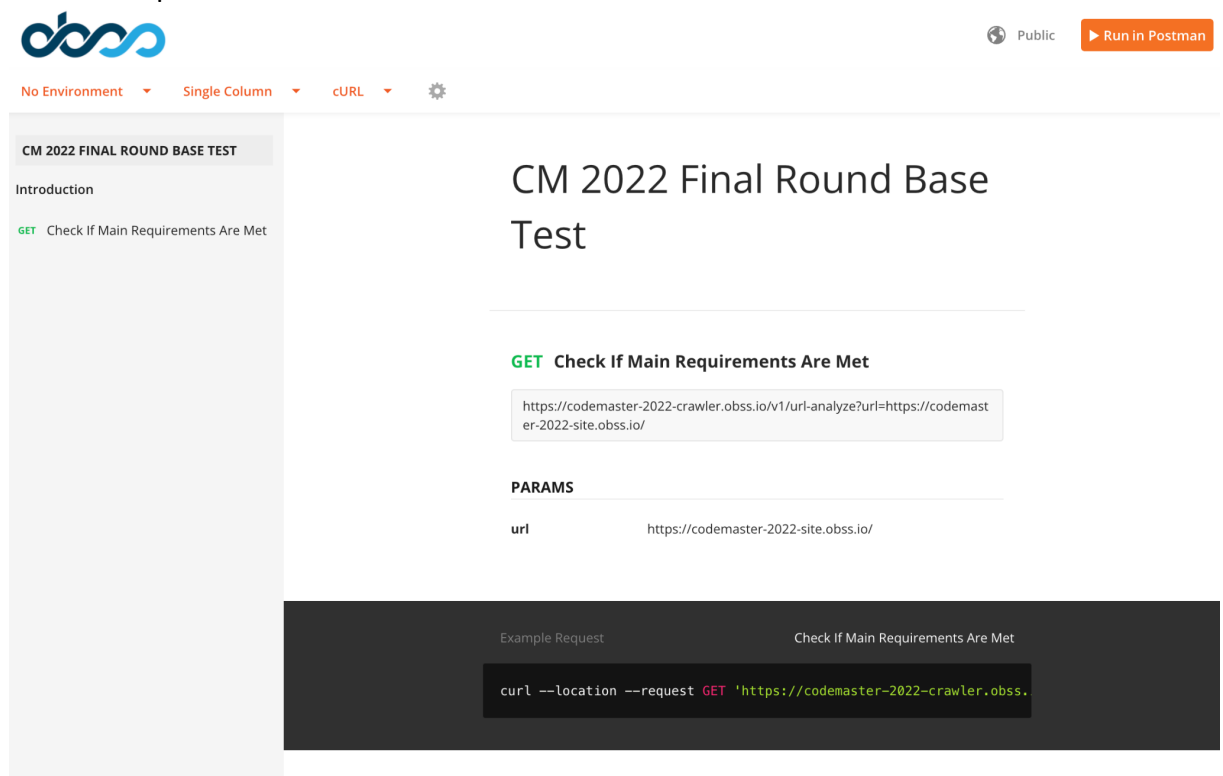 obss
Public
Run in Postman
No Environment
Single Column
cURL
CM 2022 FINAL ROUND BASE TEST
Introduction
GET Check If Main Requirements Are Met
CM 2022 Final Round Base
Test
GET Check If Main Requirements Are Met
https://codemaster-2022-crawler.obss.io/v1/url-analyze?url=https://codemast
er-2022-site.obss.io/
PARAMS
url https://codemaster-2022-site.obss.io/
Example Request Check If Main Requirements Are Met
curl --location --request GET 'https://codemaster-2022-crawler.obss.